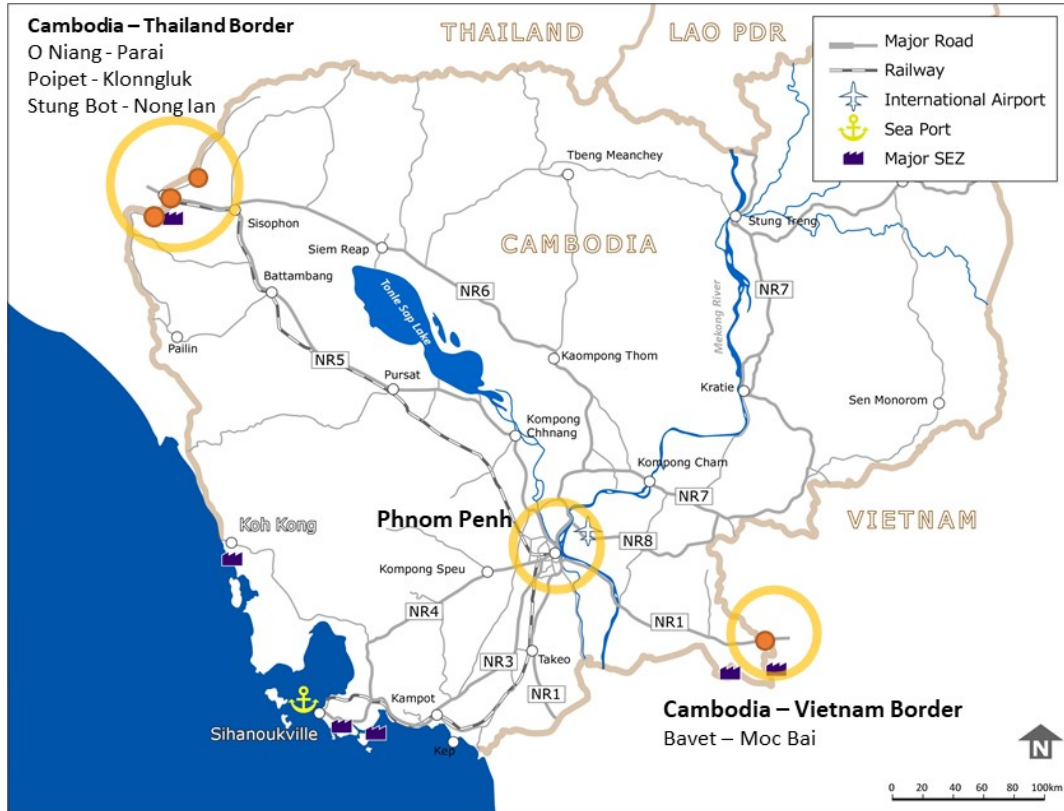 Cambodia – Thailand Border
O Niang - Parai
Poipet - Klonngluk
Stung Bot - Nong Ian
THAILAND
LAO PDR
Major Road
Railway
International Airport
Sea Port
Major SEZ
Tbeng Meanchey
Sisophon
Stung Treng
Siem Reap
CAMBODIA
Battambang
NR6
NR7
Tonle Sap Lake
Mekong River
Pailin
NR5
Kaompong Thom
Pursat
Kratie
Sen Monorom
Kompong
Chhnang
Kompong Cham
NR7
Phnom Penh
VIETNAM
Koh Kong
NR8
Kompong Speu
NR4
NR1
NR3
Takeo
NR1
Kampot
Sihanoukville
Kep
Cambodia – Vietnam Border
Bavet – Moc Bai
N
0 20 40 60 80 100km